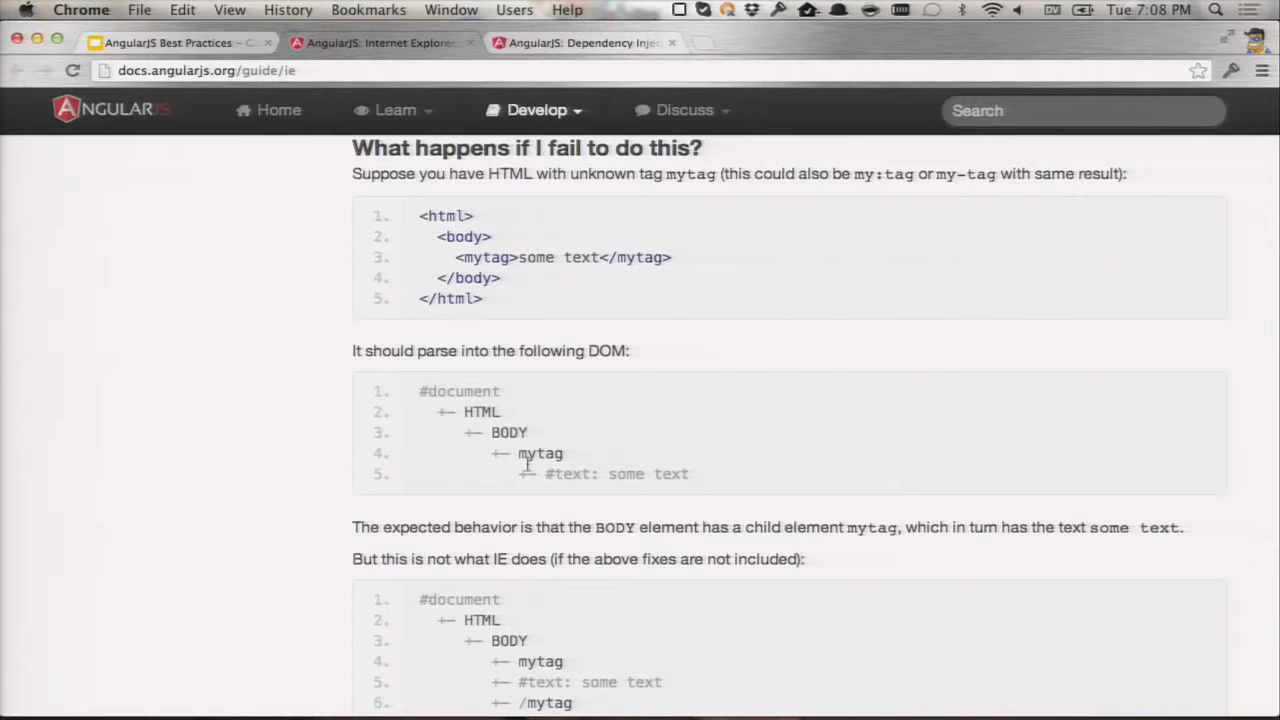 Chrome File Edit View History Bookmarks Window Users Help Tue 7:08 PM
AngularJS Best Practices – AngularJS: Internet Explorer AngularJS: Dependency Injec
docs.angularjs.org/guide/ie
ANGULARJS Home Learn Develop Discuss Search
What happens if I fail to do this?
Suppose you have HTML with unknown tag mytag (this could also be my:tag or my-tag with same result):
1. <html>
2. <body>
3. <mytag>some text</mytag>
4. </body>
5. </html>
It should parse into the following DOM:
1. #document
2. +– HTML
3. +– BODY
4. +– mytag
5. +– #text: some text
The expected behavior is that the BODY element has a child element mytag, which in turn has the text some text.
But this is not what IE does (if the above fixes are not included):
1. #document
2. +– HTML
3. +– BODY
4. +– mytag
5. +– #text: some text
6. +– /mytag